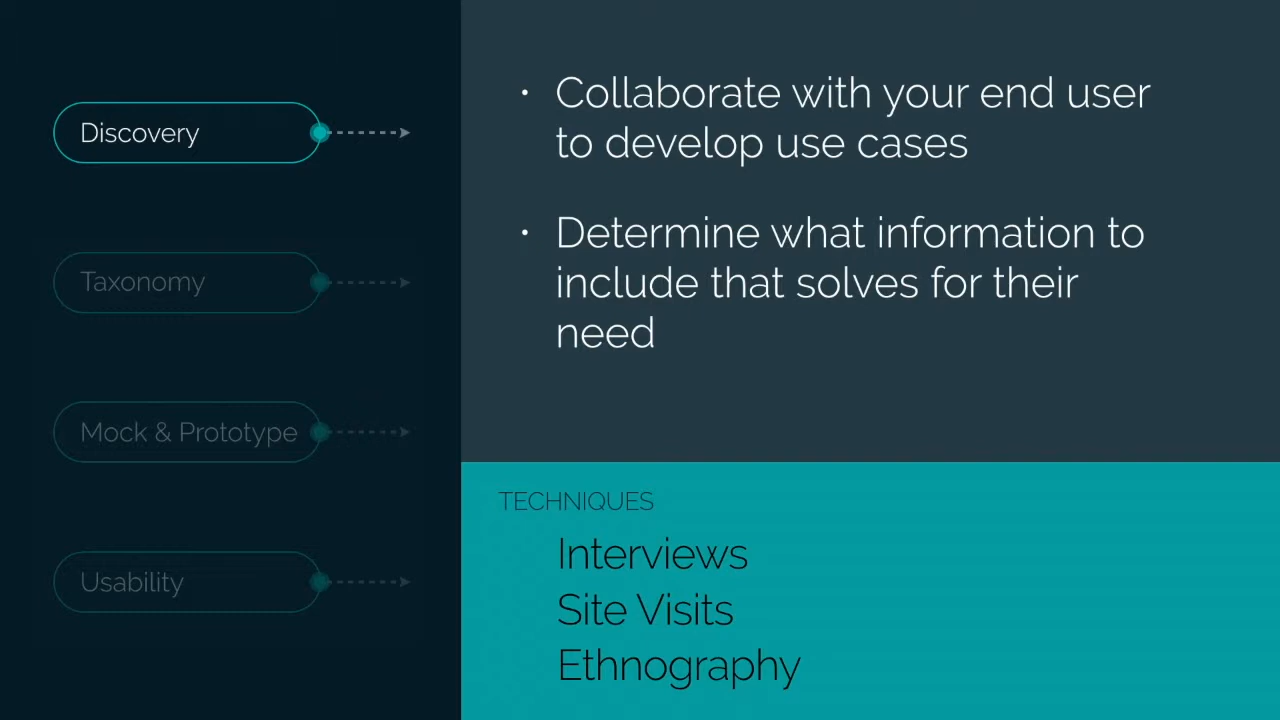 Discovery
Taxonomy
Mock & Prototype
Usability
• Collaborate with your end user
to develop use cases
• Determine what information to
include that solves for their
need
TECHNIQUES
Interviews
Site Visits
Ethnography